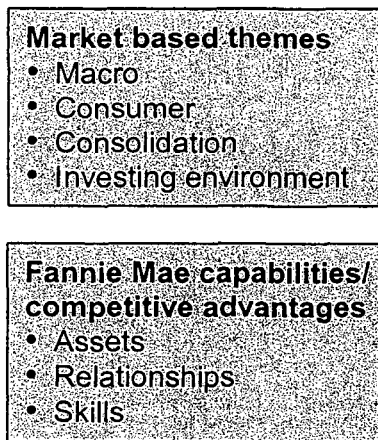 Market based themes
• Macro
• Consumer
• Consolidation
• Investing environment
Fannie Mae capabilities/
competitive advantages
• Assets
• Relationships
• Skills